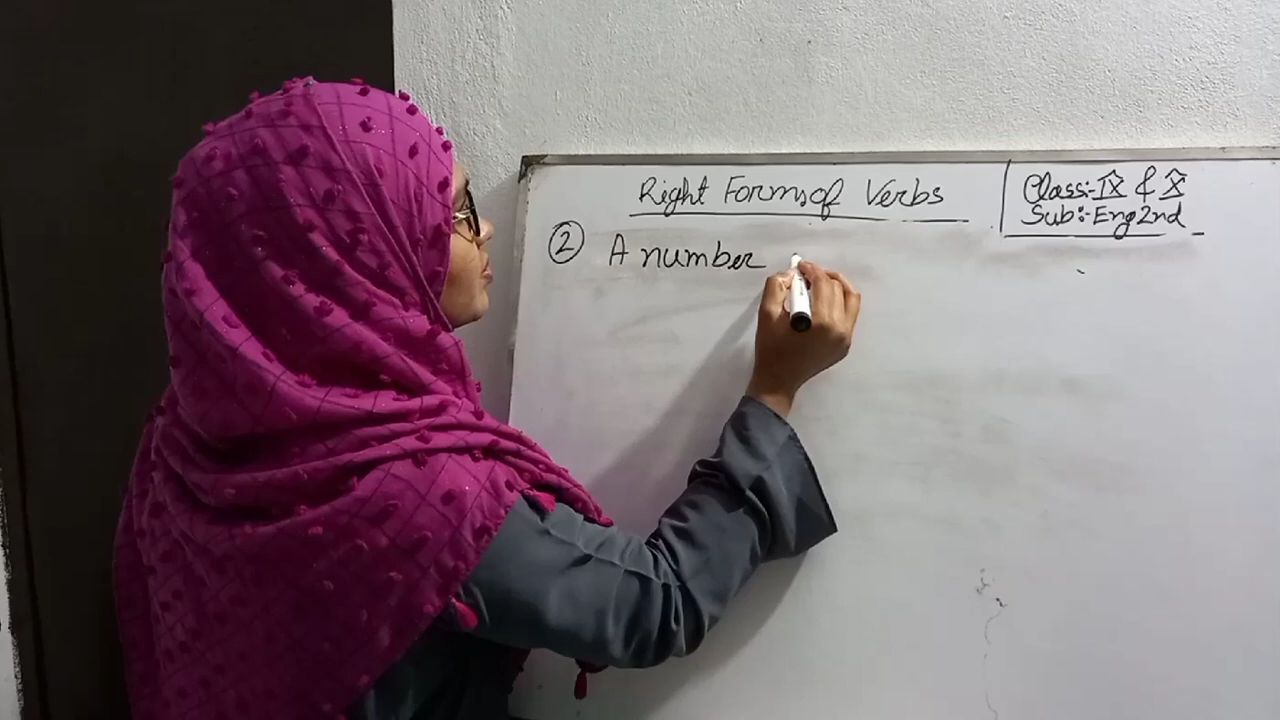 Right Forms of Verbs
Class:- IX & X
Sub:- Eng 2nd
② A number